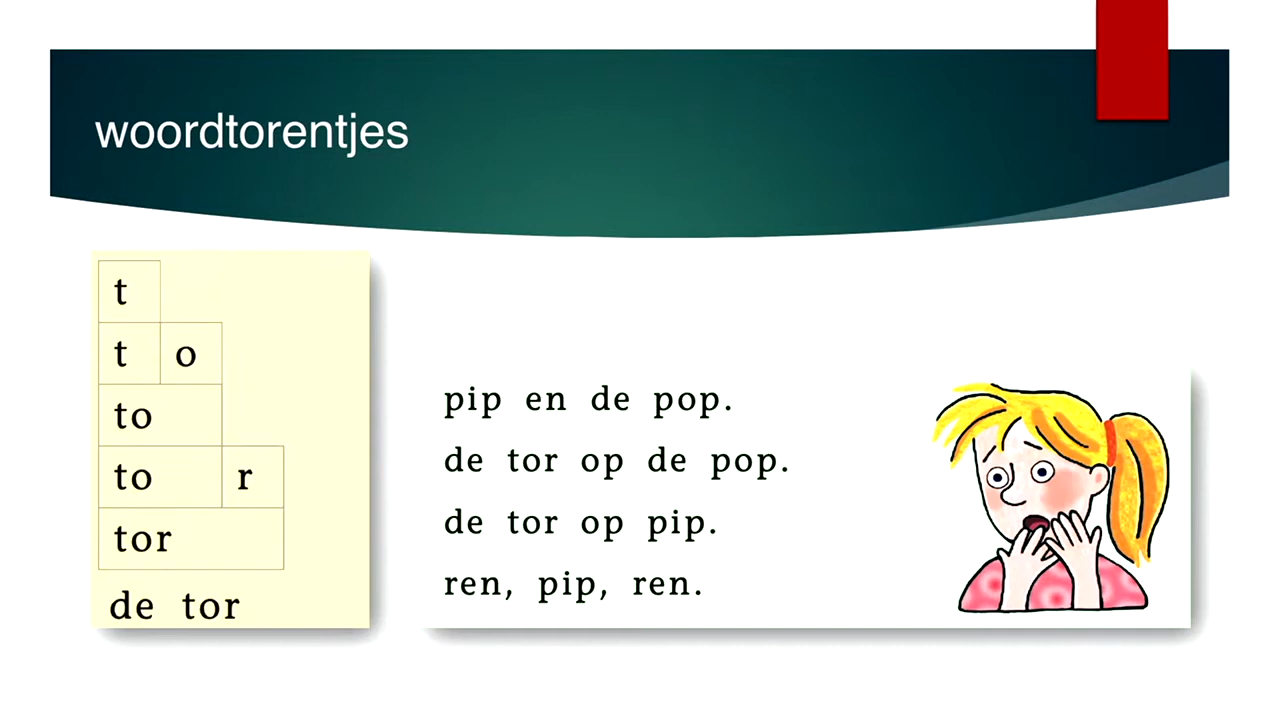 woordtorentjes
t
t o
to
to r
tor
de tor
pip en de pop.
de tor op de pop.
de tor op pip.
ren, pip, ren.